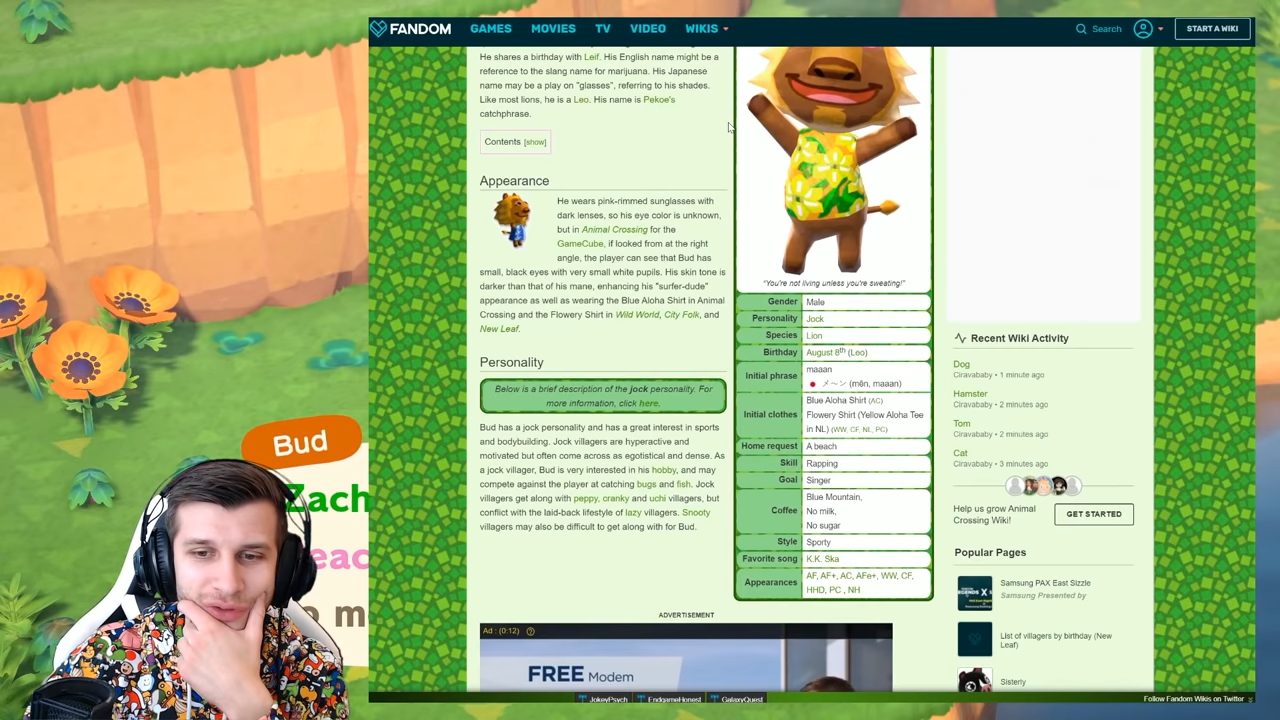 FANDOM
GAMES
MOVIES
TV
VIDEO
WIKIS
Search
START A WIKI
He shares a birthday with Leif. His English name might be a
reference to the slang name for marijuana. His Japanese
name may be a play on "glasses", referring to his shades.
Like most lions, he is a Leo. His name is Pekoe's
catchphrase.
Contents [show]
Appearance
He wears pink-rimmed sunglasses with
dark lenses, so his eye color is unknown,
but in Animal Crossing for the
GameCube, if looked from at the right
angle, the player can see that Bud has
small, black eyes with very small white pupils. His skin tone is
darker than that of his mane, enhancing his "surfer-dude"
appearance as well as wearing the Blue Aloha Shirt in Animal
Crossing and the Flowery Shirt in Wild World, City Folk, and
New Leaf.
Personality
Below is a brief description of the jock personality. For
more information, click here.
Bud has a jock personality and has a great interest in sports
and bodybuilding. Jock villagers are hyperactive and
motivated but often come across as egotistical and dense. As
a jock villager, Bud is very interested in his hobby, and may
compete against the player at catching bugs and fish. Jock
villagers get along with peppy, cranky and uchi villagers, but
conflict with the laid-back lifestyle of lazy villagers. Snooty
villagers may also be difficult to get along with for Bud.
"You're not living unless you're sweating!"
Gender Male
Personality Jock
Species Lion
Birthday August 8th (Leo)
Initial phrase maaan
メ〜ン (mēn, maaan)
Initial clothes Blue Aloha Shirt (AC)
Flowery Shirt (Yellow Aloha Tee
in NL) (WW, CF, NL, PC)
Home request A beach
Skill Rapping
Goal Singer
Coffee Blue Mountain,
No milk,
No sugar
Style Sporty
Favorite song K.K. Ska
Appearances AF, AF+, AC, AFe+, WW, CF,
HHD, PC , NH
ADVERTISEMENT
Ad : (0:12)
FREE Modem
Recent Wiki Activity
Dog
Ciravababy • 1 minute ago
Hamster
Ciravababy • 2 minutes ago
Tom
Ciravababy • 2 minutes ago
Cat
Ciravababy • 3 minutes ago
Help us grow Animal
Crossing Wiki!
GET STARTED
Popular Pages
Samsung PAX East Sizzle
Samsung Presented by
List of villagers by birthday (New
Leaf)
Sisterly
JokeyPsych
EndgameHonest
GalaxyQuest
Follow Fandom Wikis on Twitter
Bud
Zach